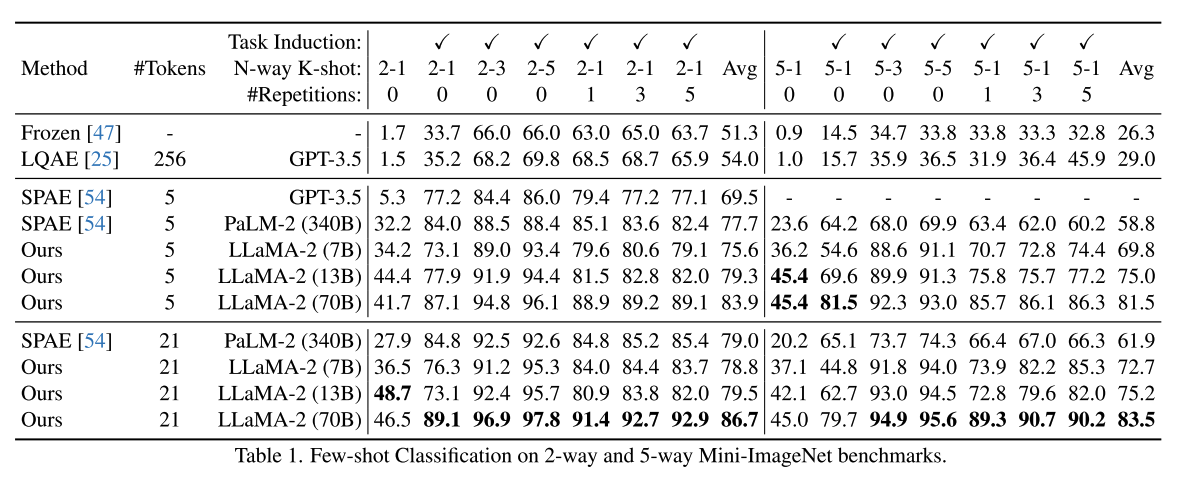 Task Induction: ✓ ✓ ✓ ✓ ✓ ✓ ✓ ✓ ✓ ✓ ✓ ✓
Method #Tokens N-way K-shot: 2-1 2-1 2-3 2-5 2-1 2-1 2-1 Avg 5-1 5-1 5-3 5-5 5-1 5-1 5-1 Avg
#Repetitions: 0 0 0 0 1 3 5 0 0 0 0 1 3 5
Frozen [47] - - 1.7 33.7 66.0 66.0 63.0 65.0 63.7 51.3 0.9 14.5 34.7 33.8 33.8 33.3 32.8 26.3
LQAE [25] 256 GPT-3.5 1.5 35.2 68.2 69.8 68.5 68.7 65.9 54.0 1.0 15.7 35.9 36.5 31.9 36.4 45.9 29.0
SPAE [54] 5 GPT-3.5 5.3 77.2 84.4 86.0 79.4 77.2 77.1 69.5 - - - - - - - -
SPAE [54] 5 PaLM-2 (340B) 32.2 84.0 88.5 88.4 85.1 83.6 82.4 77.7 23.6 64.2 68.0 69.9 63.4 62.0 60.2 58.8
Ours 5 LLaMA-2 (7B) 34.2 73.1 89.0 93.4 79.6 80.6 79.1 75.6 36.2 54.6 88.6 91.1 70.7 72.8 74.4 69.8
Ours 5 LLaMA-2 (13B) 44.4 77.9 91.9 94.4 81.5 82.8 82.0 79.3 45.4 69.6 89.9 91.3 75.8 75.7 77.2 75.0
Ours 5 LLaMA-2 (70B) 41.7 87.1 94.8 96.1 88.9 89.2 89.1 83.9 45.4 81.5 92.3 93.0 85.7 86.1 86.3 81.5
SPAE [54] 21 PaLM-2 (340B) 27.9 84.8 92.5 92.6 84.8 85.2 85.4 79.0 20.2 65.1 73.7 74.3 66.4 67.0 66.3 61.9
Ours 21 LLaMA-2 (7B) 36.5 76.3 91.2 95.3 84.0 84.4 83.7 78.8 37.1 44.8 91.8 94.0 73.9 82.2 85.3 72.7
Ours 21 LLaMA-2 (13B) 48.7 73.1 92.4 95.7 80.9 83.8 82.0 79.5 42.1 62.7 93.0 94.5 72.8 79.6 82.0 75.2
Ours 21 LLaMA-2 (70B) 46.5 89.1 96.9 97.8 91.4 92.7 92.9 86.7 45.0 79.7 94.9 95.6 89.3 90.7 90.2 83.5
Table 1. Few-shot Classification on 2-way and 5-way Mini-ImageNet benchmarks.